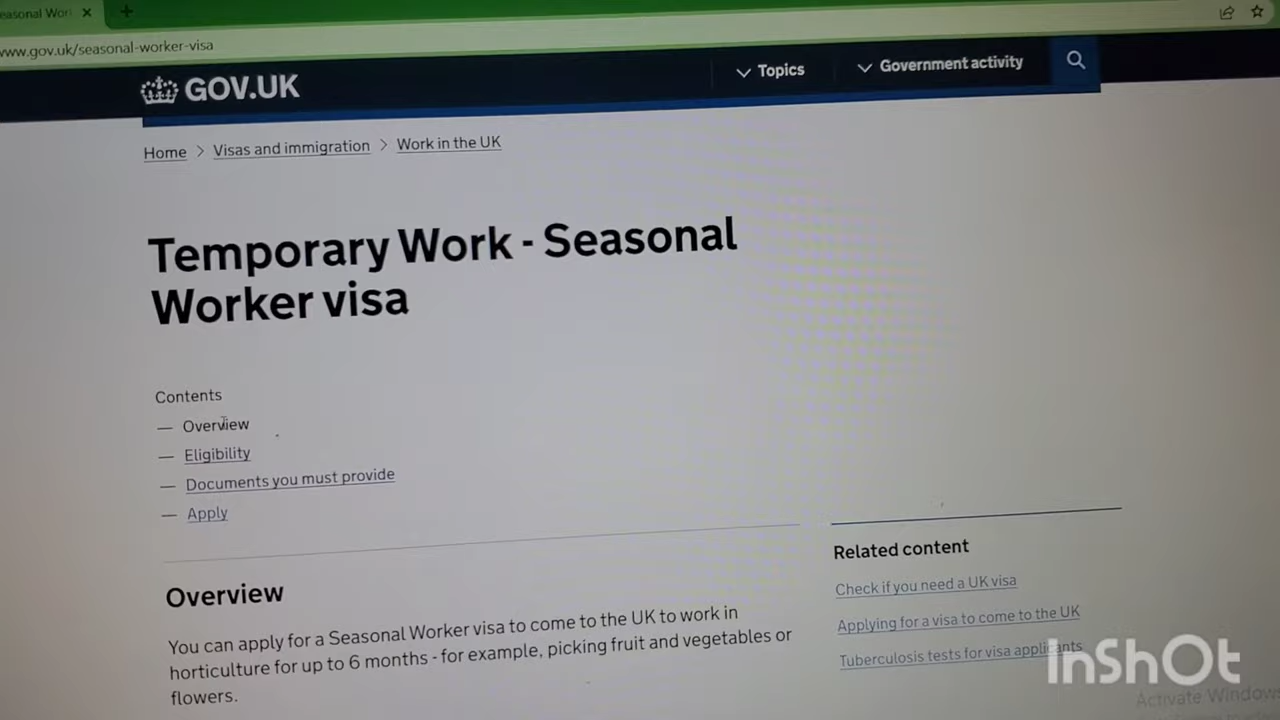 easonal Wor
www.gov.uk/seasonal-worker-visa
GOV.UK
Topics
Government activity
Home > Visas and immigration > Work in the UK
Temporary Work - Seasonal
Worker visa
Contents
— Overview
— Eligibility
— Documents you must provide
— Apply
Overview
You can apply for a Seasonal Worker visa to come to the UK to work in
horticulture for up to 6 months - for example, picking fruit and vegetables or
flowers.
Related content
Check if you need a UK visa
Applying for a visa to come to the UK
Tuberculosis tests for visa applicants
InShOt
Activate Windows